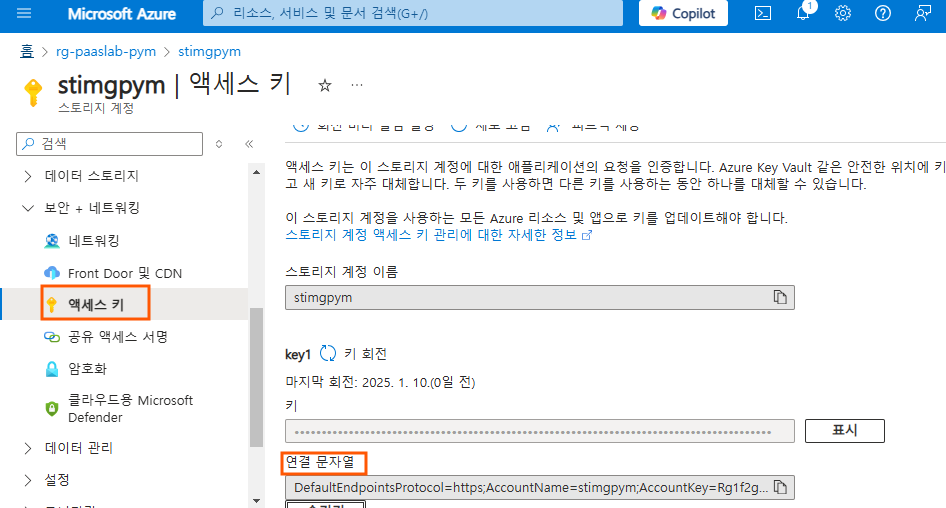 Microsoft Azure
리소스, 서비스 및 문서 검색(G+/)
Copilot
1
홈 > rg-paaslab-pym > stimgpym
stimgpym | 액세스 키
스토리지 계정
검색
데이터 스토리지
보안 + 네트워킹
네트워킹
Front Door 및 CDN
액세스 키
공유 액세스 서명
암호화
클라우드용 Microsoft
Defender
데이터 관리
설정
액세스 키는 이 스토리지 계정에 대한 애플리케이션의 요청을 인증합니다. Azure Key Vault 같은 안전한 위치에 키
고 새 키로 자주 대체합니다. 두 키를 사용하면 다른 키를 사용하는 동안 하나를 대체할 수 있습니다.
이 스토리지 계정을 사용하는 모든 Azure 리소스 및 앱으로 키를 업데이트해야 합니다.
스토리지 계정 액세스 키 관리에 대한 자세한 정보
스토리지 계정 이름
stimgpym
key1 키 회전
마지막 회전: 2025. 1. 10.(0일 전)
키
표시
연결 문자열
DefaultEndpointsProtocol=https;AccountName=stimgpym;AccountKey=Rg1f2g...